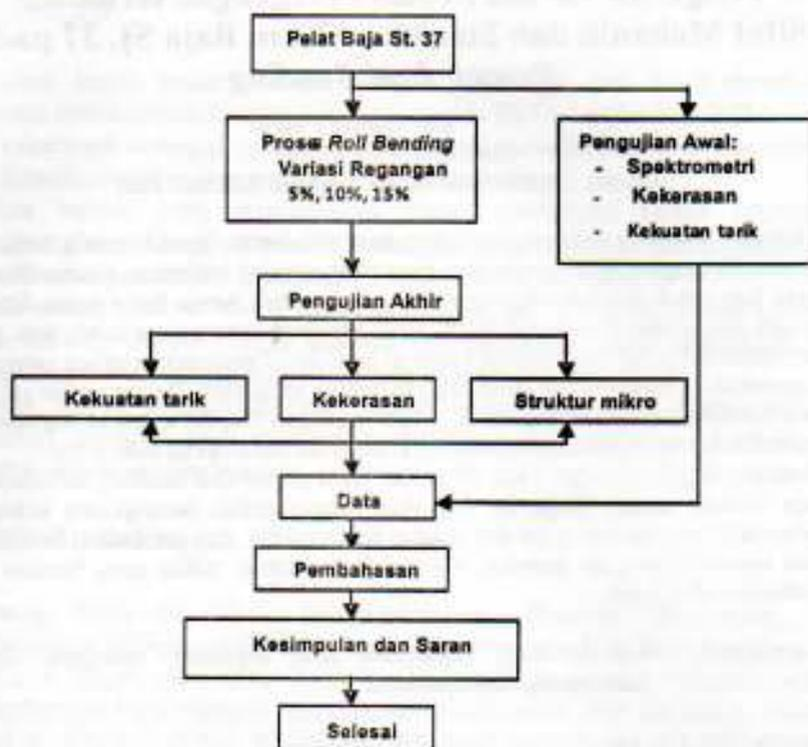 Pelat Baja St. 37
Proses Roll Bending
Variasi Regangan
5%, 10%, 15%
Pengujian Awal:
- Spektrometri
- Kekerasan
- Kekuatan tarik
Pengujian Akhir
Kekuatan tarik
Kekerasan
Struktur mikro
Data
Pembahasan
Kesimpulan dan Saran
Selesai